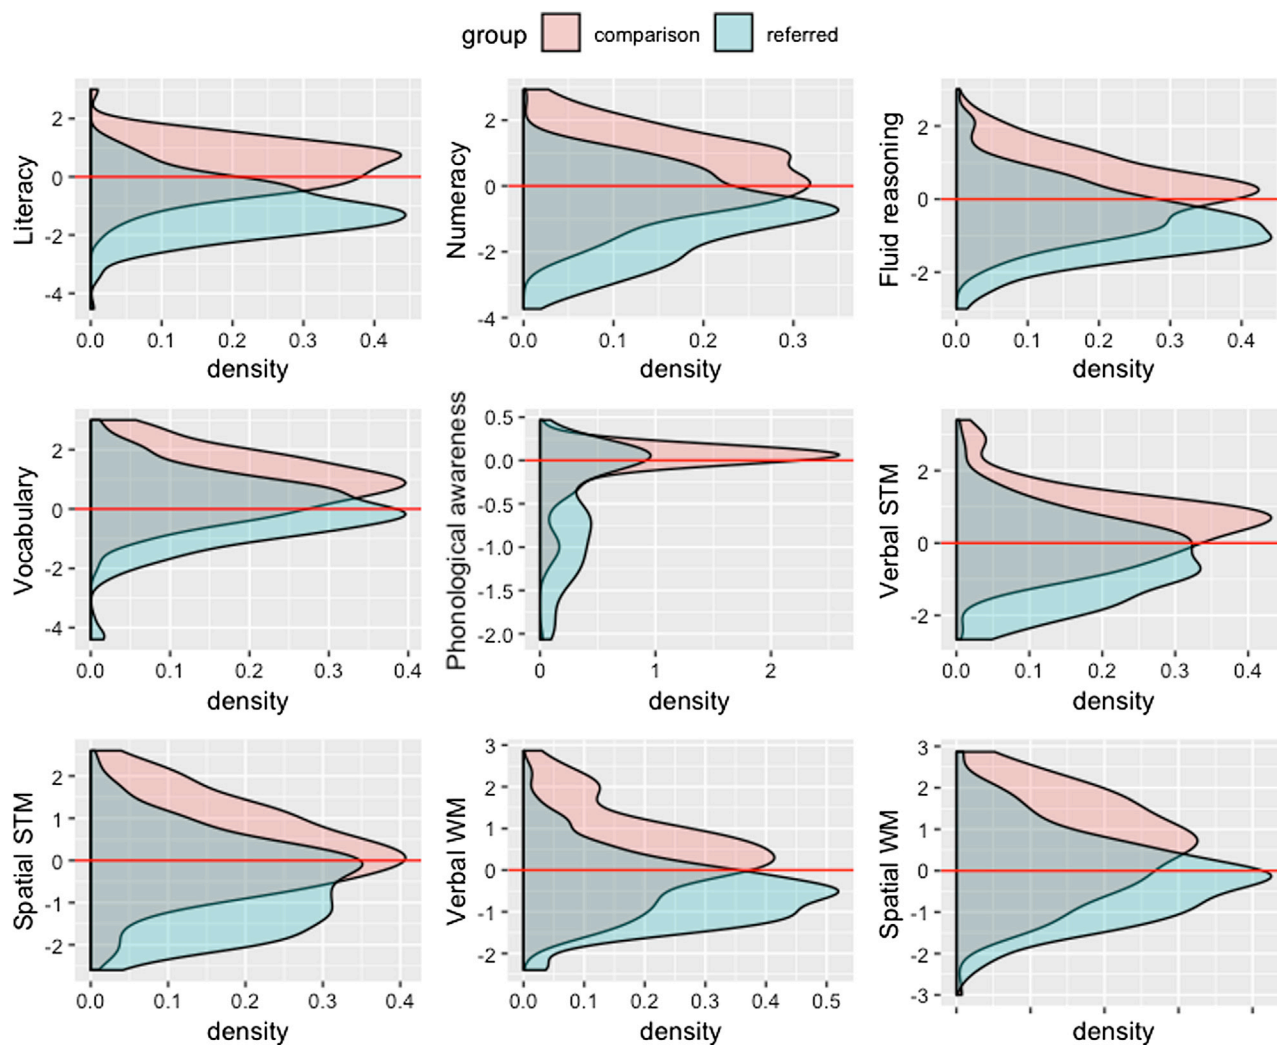 group comparison referred
Literacy
2
0
-2
-4
0.0 0.1 0.2 0.3 0.4
density
Numeracy
2
0
-2
-4
0.0 0.1 0.2 0.3
density
Fluid reasoning
2
0
-2
0.0 0.1 0.2 0.3 0.4
density
Vocabulary
2
0
-2
-4
0.0 0.1 0.2 0.3 0.4
density
Phonological awareness
0.5
0.0
-0.5
-1.0
-1.5
-2.0
0 1 2
density
Verbal STM
2
0
-2
0.0 0.1 0.2 0.3 0.4
density
Spatial STM
2
1
0
-1
-2
0.0 0.1 0.2 0.3 0.4
density
Verbal WM
3
2
1
0
-1
-2
0.0 0.1 0.2 0.3 0.4 0.5
density
Spatial WM
3
2
1
0
-1
-2
-3
density